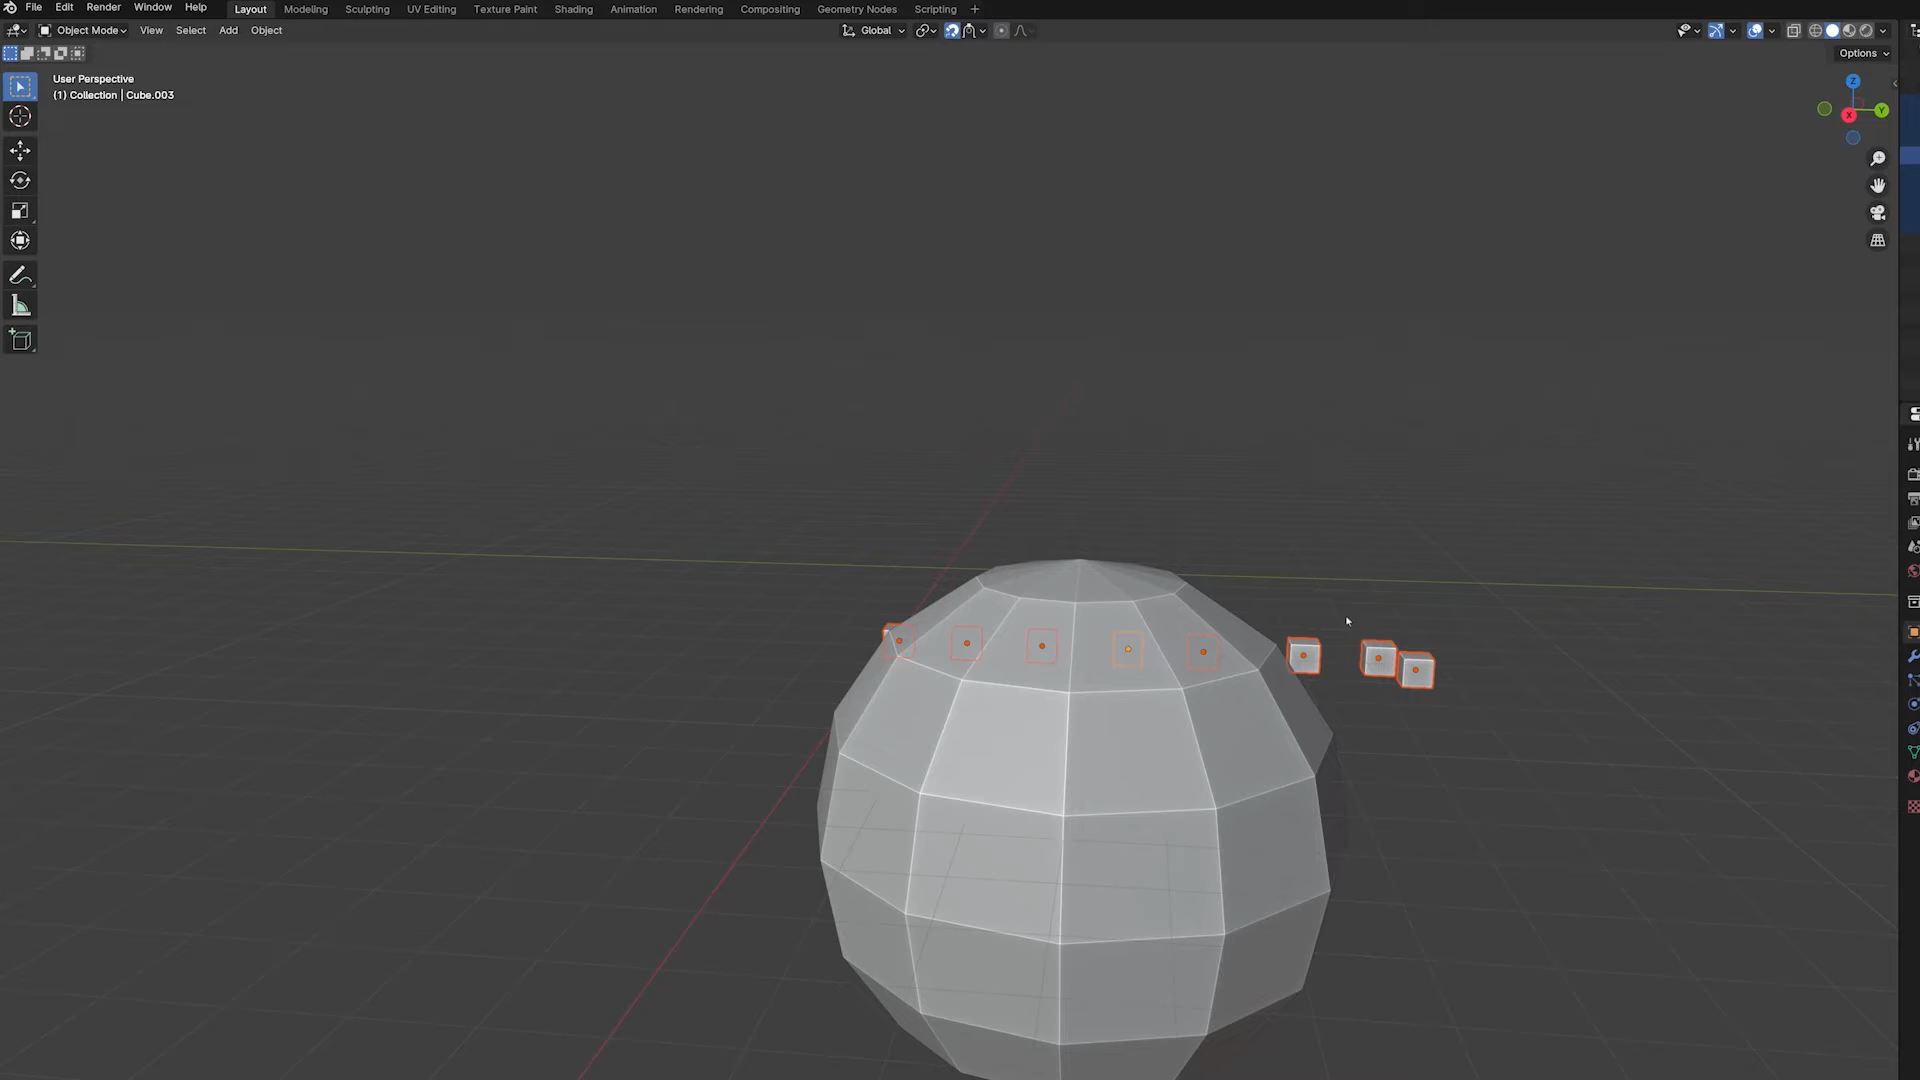 File Edit Render Window Help Layout Modeling Sculpting UV Editing Texture Paint Shading Animation Rendering Compositing Geometry Nodes Scripting +
Object Mode View Select Add Object Global
Options
User Perspective
(1) Collection | Cube.003
Z
Y
X